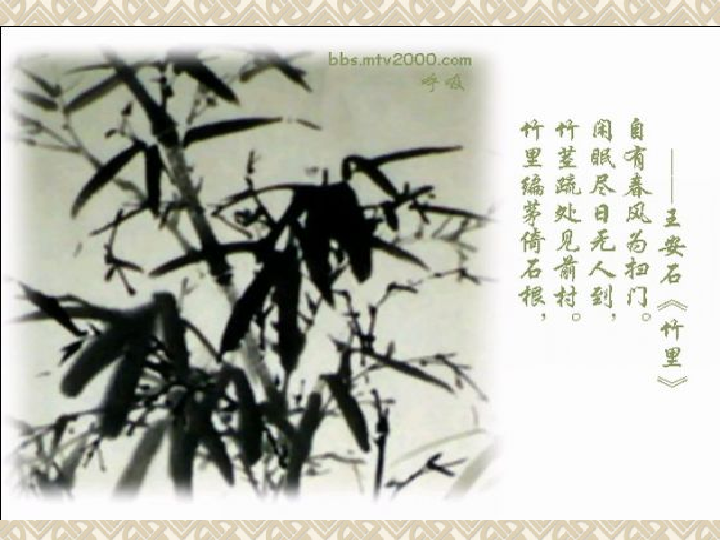 bbs.mtv2000.com
呼吸
竹里编茅倚石根，
竹茎疏处见前村。
闲眠尽日无人到，
自有春风为扫门。
——王安石《竹里》